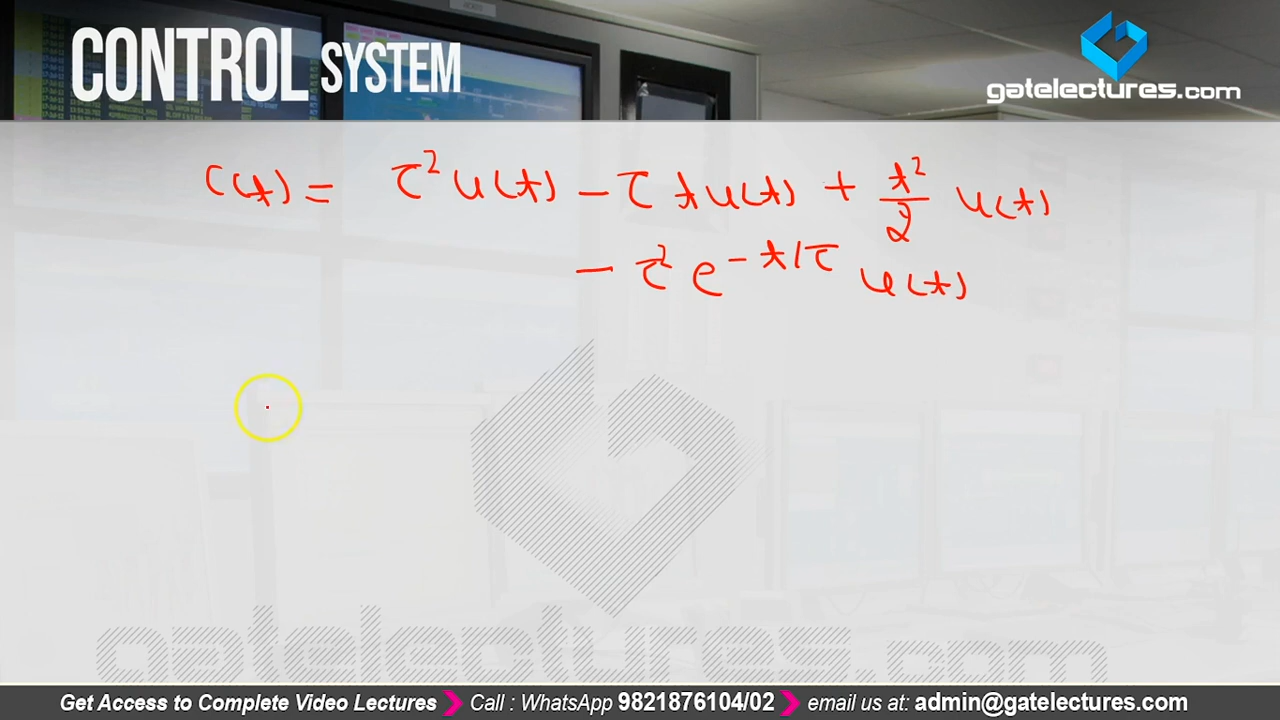 CONTROL SYSTEM
gatelectures.com
C(t) = τ² u(t) − τ t u(t) + t²/2 u(t)
− τ² e^{−t/τ} u(t)
gatelectures.com
Get Access to Complete Video Lectures Call : WhatsApp 9821876104/02 email us at: admin@gatelectures.com